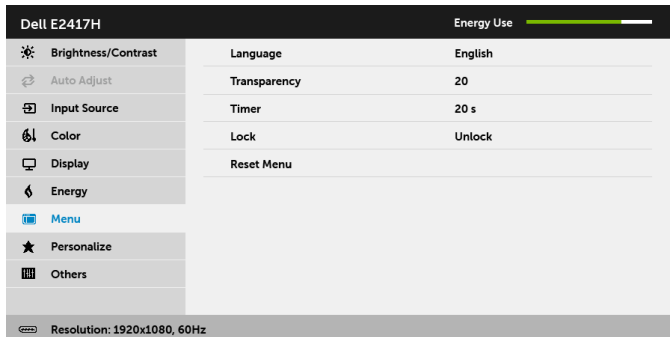 Dell E2417H Energy Use
Brightness/Contrast Language English
Auto Adjust Transparency 20
Input Source Timer 20 s
Color Lock Unlock
Display Reset Menu
Energy
Menu
Personalize
Others
Resolution: 1920x1080, 60Hz